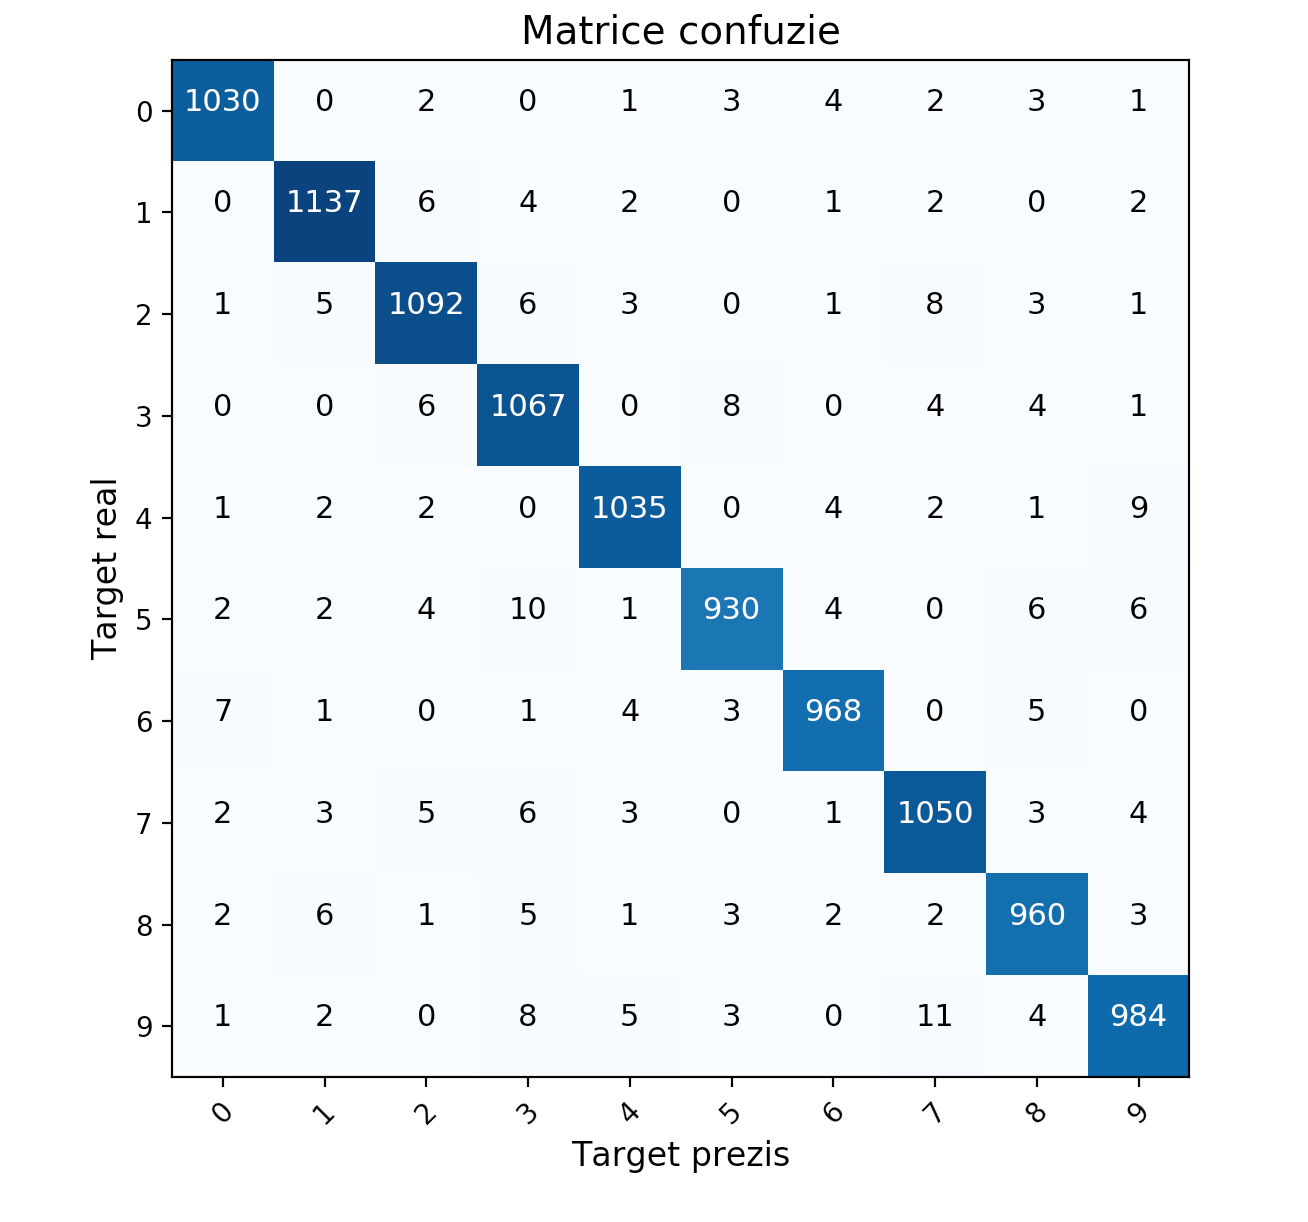 Matrice confuzie
0 1030 0 2 0 1 3 4 2 3 1
1 0 1137 6 4 2 0 1 2 0 2
2 1 5 1092 6 3 0 1 8 3 1
3 0 0 6 1067 0 8 0 4 4 1
4 1 2 2 0 1035 0 4 2 1 9
5 2 2 4 10 1 930 4 0 6 6
6 7 1 0 1 4 3 968 0 5 0
7 2 3 5 6 3 0 1 1050 3 4
8 2 6 1 5 1 3 2 2 960 3
9 1 2 0 8 5 3 0 11 4 984
0 1 2 3 4 5 6 7 8 9
Target real
Target prezis